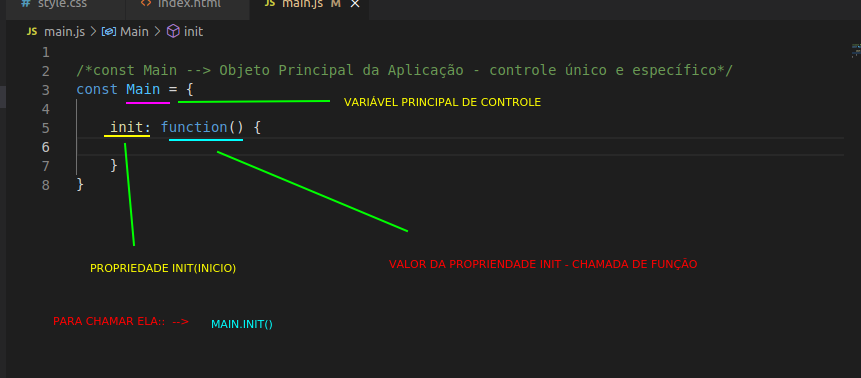 # style.css <> index.html JS main.js M ×
JS main.js > Main > init
1
2 /*const Main --> Objeto Principal da Aplicação - controle único e específico*/
3 const Main = {
VARIÁVEL PRINCIPAL DE CONTROLE
4
5 init: function() {
6
7 }
8 }
PROPRIEDADE INIT(INICIO)
VALOR DA PROPRIENDADE INIT - CHAMADA DE FUNÇÃO
PARA CHAMAR ELA:: --> MAIN.INIT()